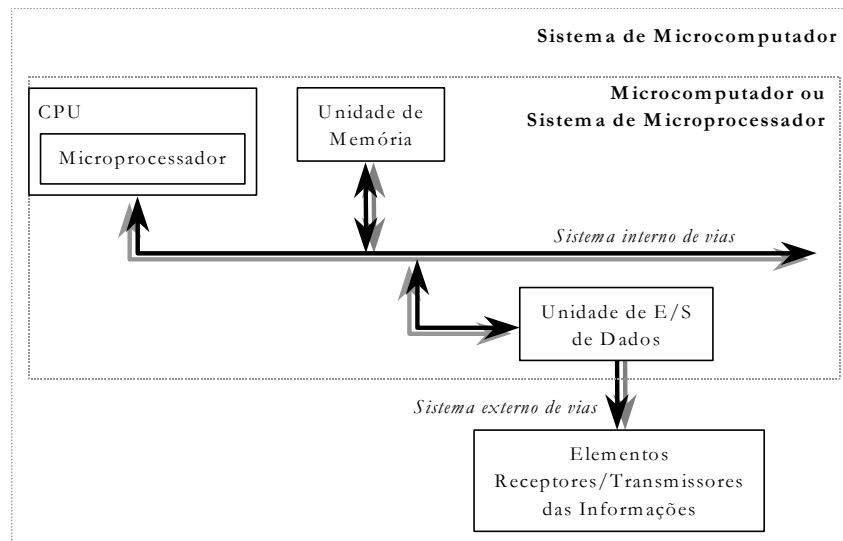 Sistema de Microcomputador
Microcomputador ou
Sistema de Microprocessador
CPU
Microprocessador
Unidade de
Memória
Sistema interno de vias
Unidade de E/S
de Dados
Sistema externo de vias
Elementos
Receptores/Transmissores
das Informações